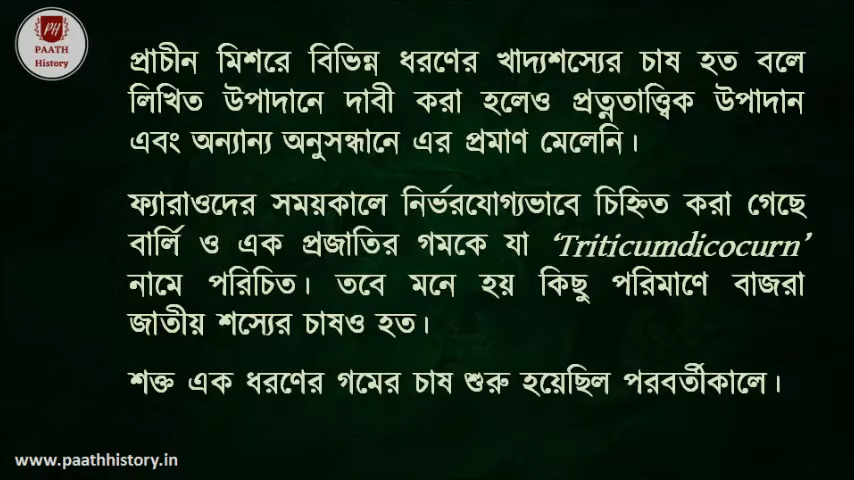 PH
PAATH
History
প্রাচীন মিশরে বিভিন্ন ধরণের খাদ্যশস্যের চাষ হত বলে
লিখিত উপাদানে দাবী করা হলেও প্রত্নতাত্ত্বিক উপাদান
এবং অন্যান্য অনুসন্ধানে এর প্রমাণ মেলেনি।
ফ্যারাওদের সময়কালে নির্ভরযোগ্যভাবে চিহ্নিত করা গেছে
বার্লি ও এক প্রজাতির গমকে যা ‘Triticumdicocurn’
নামে পরিচিত। তবে মনে হয় কিছু পরিমাণে বাজরা
জাতীয় শস্যের চাষও হত।
শক্ত এক ধরণের গমের চাষ শুরু হয়েছিল পরবর্তীকালে।
www.paathhistory.in